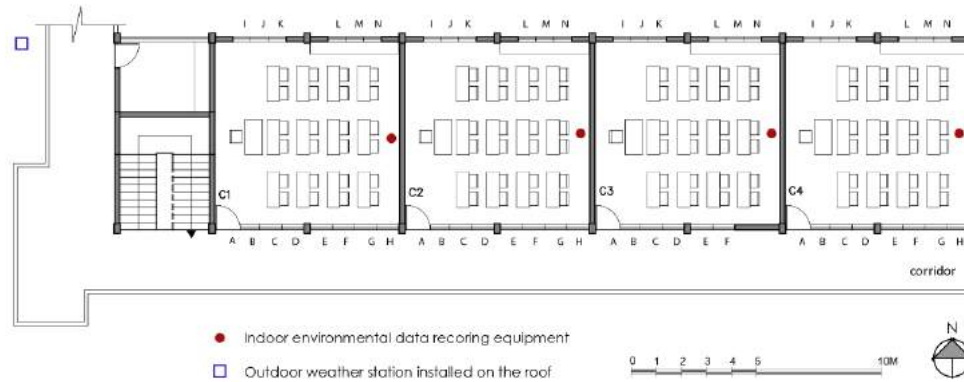 I J K L M N I J K L M N I J K L M N I J K L M N
C1 C2 C3 C4
A B C D E F G H A B C D E F G H A B C D E F A B C D E F G H
corridor
Indoor environmental data recoring equipment
Outdoor weather station installed on the roof
0 1 2 3 4 5 10M
N